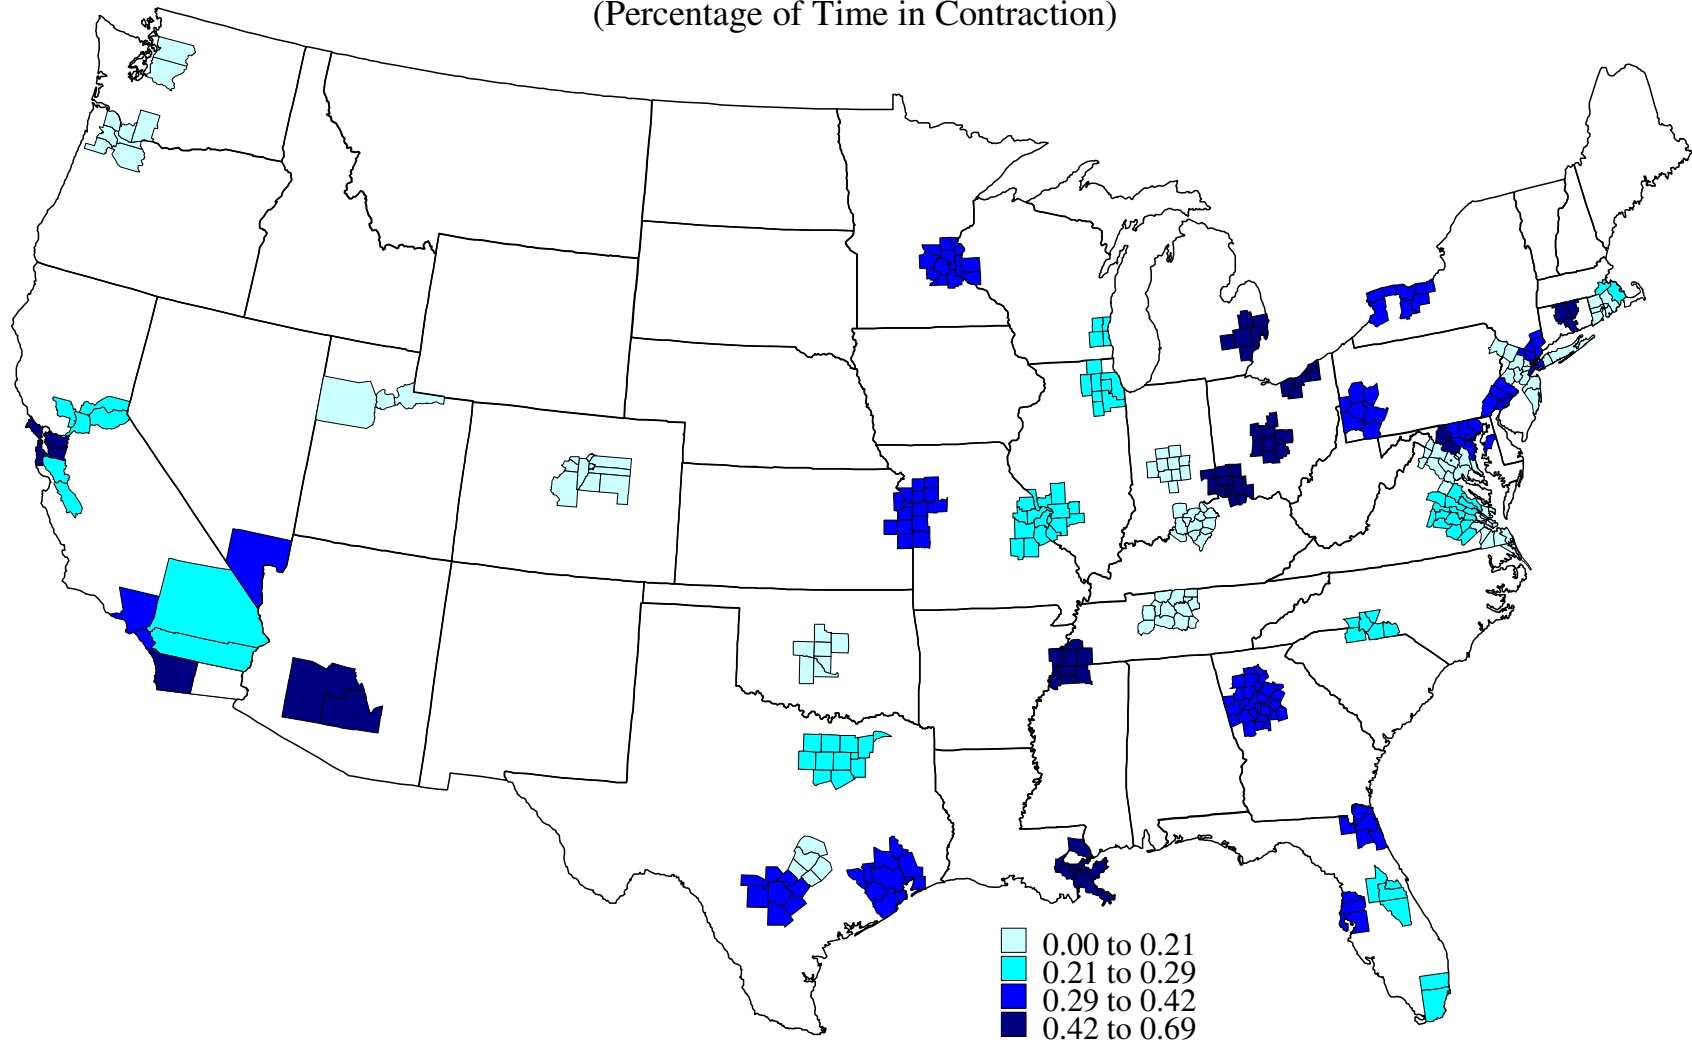 (Percentage of Time in Contraction)
0.00 to 0.21
0.21 to 0.29
0.29 to 0.42
0.42 to 0.69